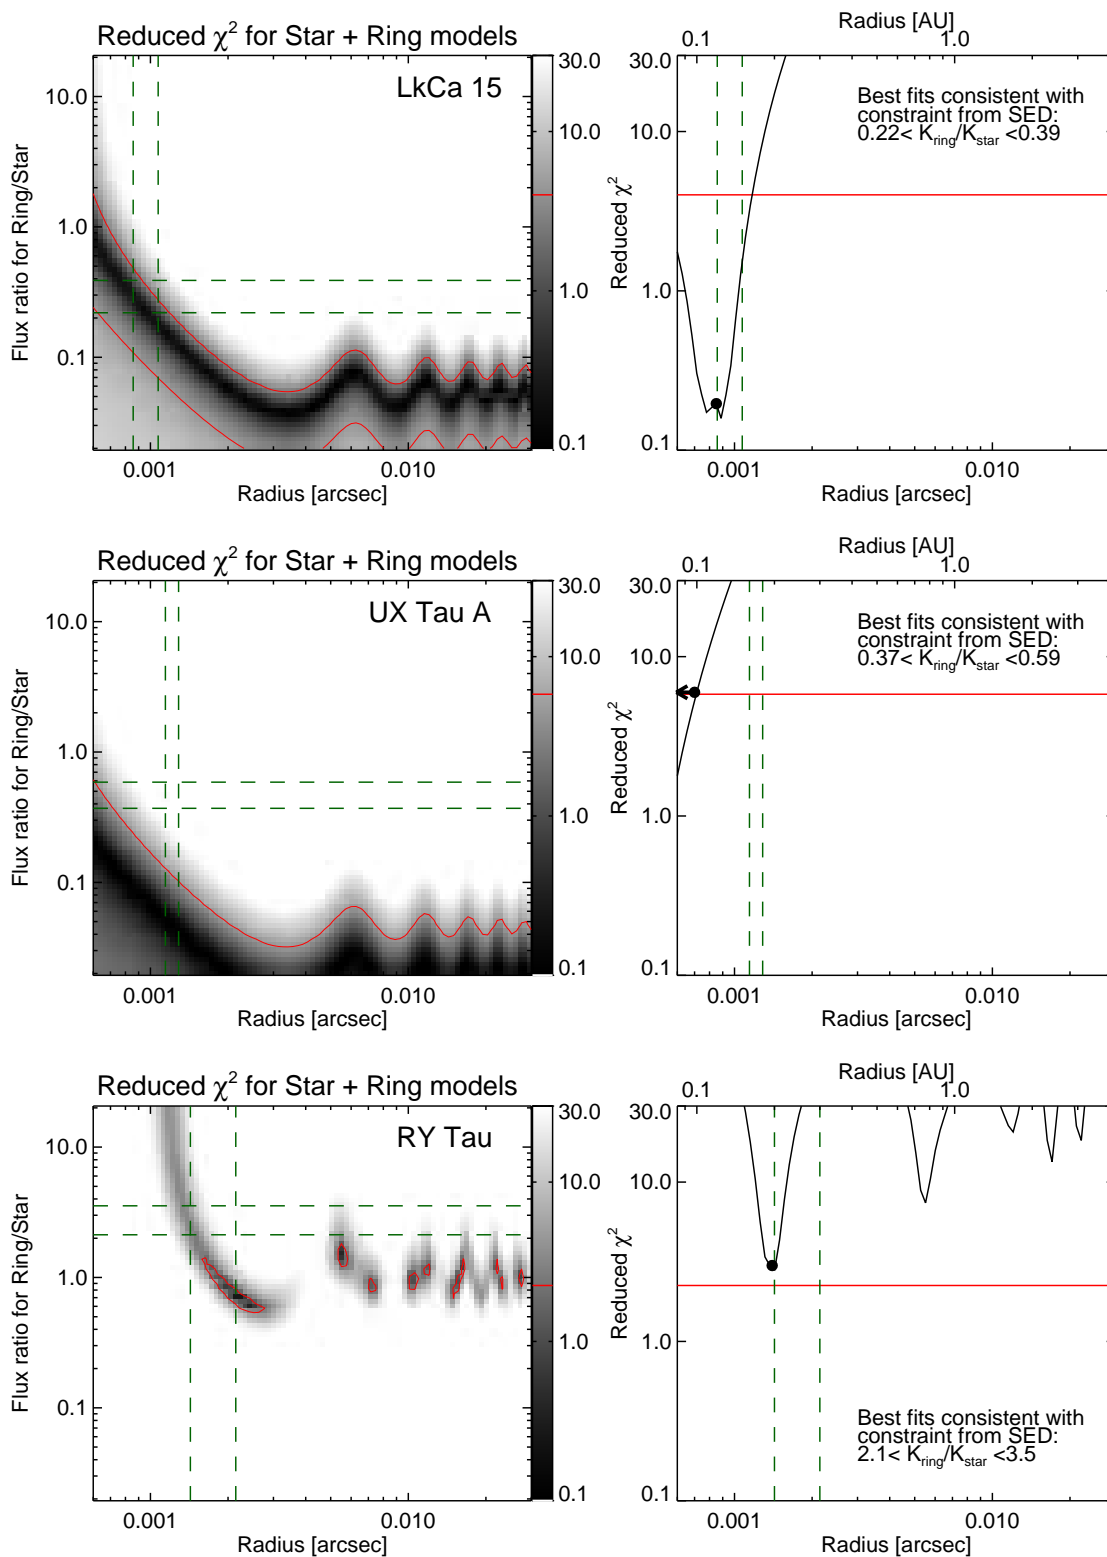 Reduced χ² for Star + Ring models
LkCa 15
Flux ratio for Ring/Star
10.0
1.0
0.1
0.001
0.010
Radius [arcsec]
30.0
10.0
1.0
0.1
Radius [AU]
0.1
1.0
Reduced χ²
30.0
10.0
1.0
0.1
Best fits consistent with
constraint from SED:
0.22< K_ring/K_star <0.39
0.001
0.010
Radius [arcsec]
Reduced χ² for Star + Ring models
UX Tau A
Flux ratio for Ring/Star
10.0
1.0
0.1
0.001
0.010
Radius [arcsec]
30.0
10.0
1.0
0.1
Radius [AU]
0.1
1.0
Reduced χ²
30.0
10.0
1.0
0.1
Best fits consistent with
constraint from SED:
0.37< K_ring/K_star <0.59
0.001
0.010
Radius [arcsec]
Reduced χ² for Star + Ring models
RY Tau
Flux ratio for Ring/Star
10.0
1.0
0.1
0.001
0.010
Radius [arcsec]
30.0
10.0
1.0
0.1
Radius [AU]
0.1
1.0
Reduced χ²
30.0
10.0
1.0
0.1
Best fits consistent with
constraint from SED:
2.1< K_ring/K_star <3.5
0.001
0.010
Radius [arcsec]